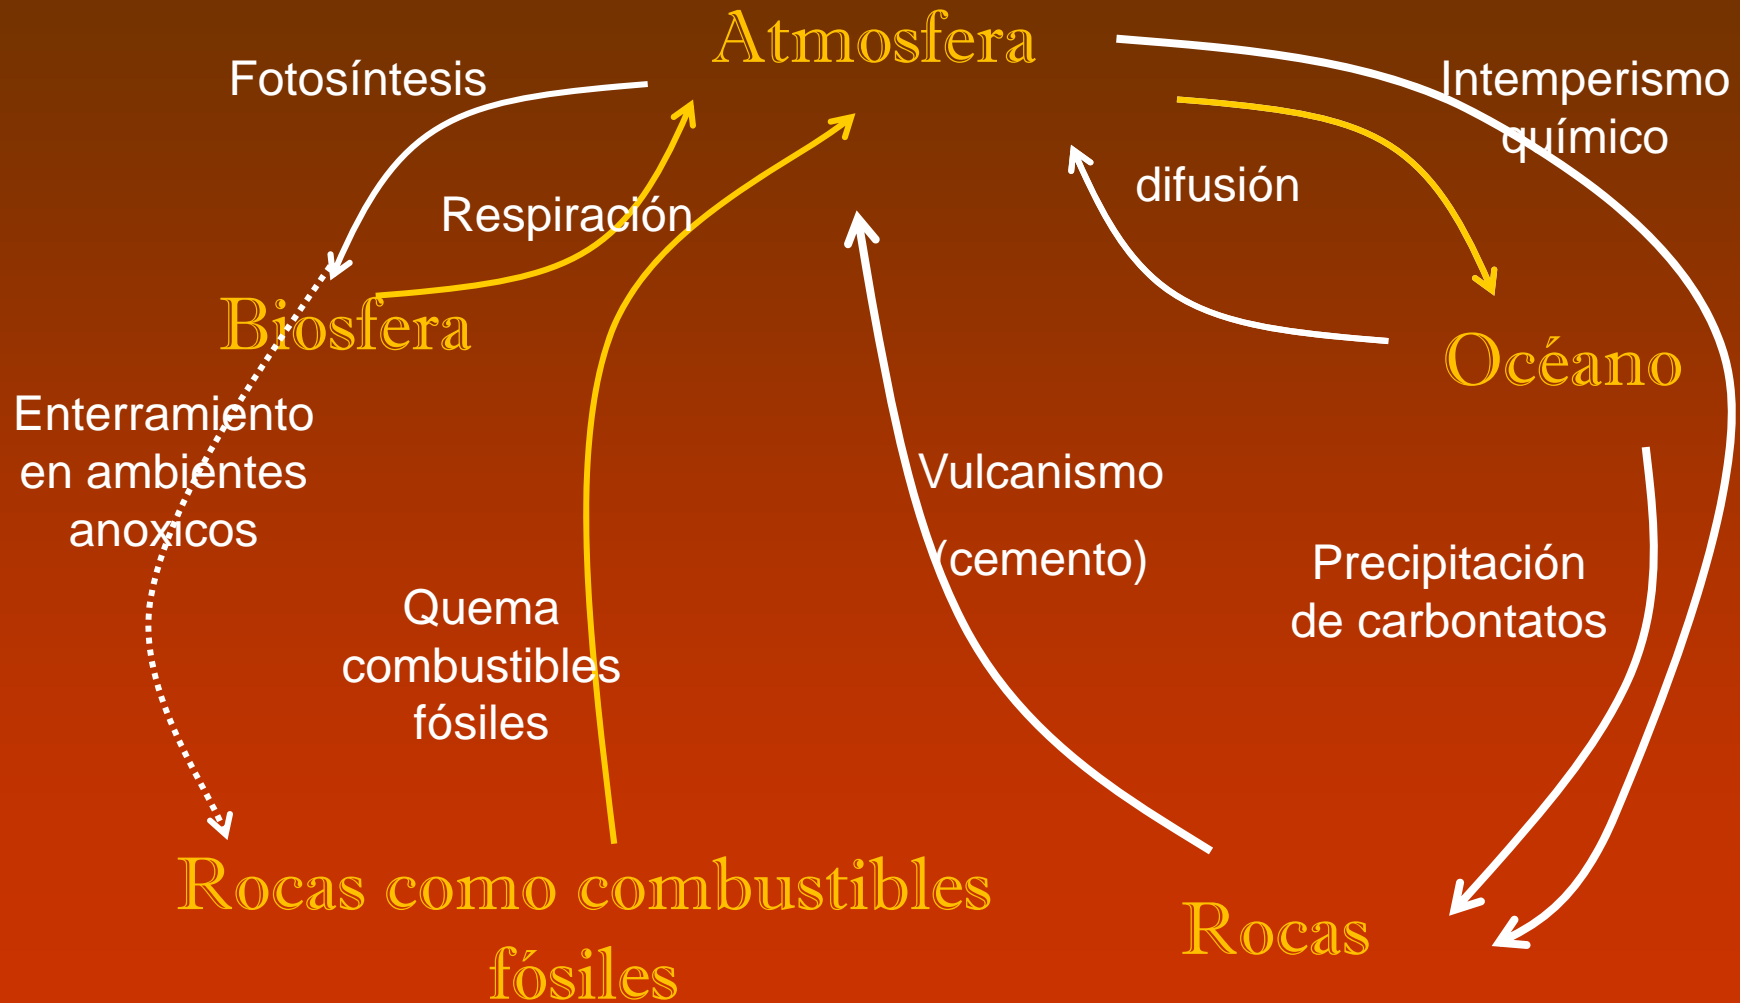 Atmosfera
Fotosíntesis
Intemperismo
químico
difusión
Respiración
Biosfera
Océano
Enterramiento
en ambientes
anoxicos
Vulcanismo
(cemento)
Precipitación
de carbontatos
Quema
combustibles
fósiles
Rocas como combustibles
fósiles
Rocas